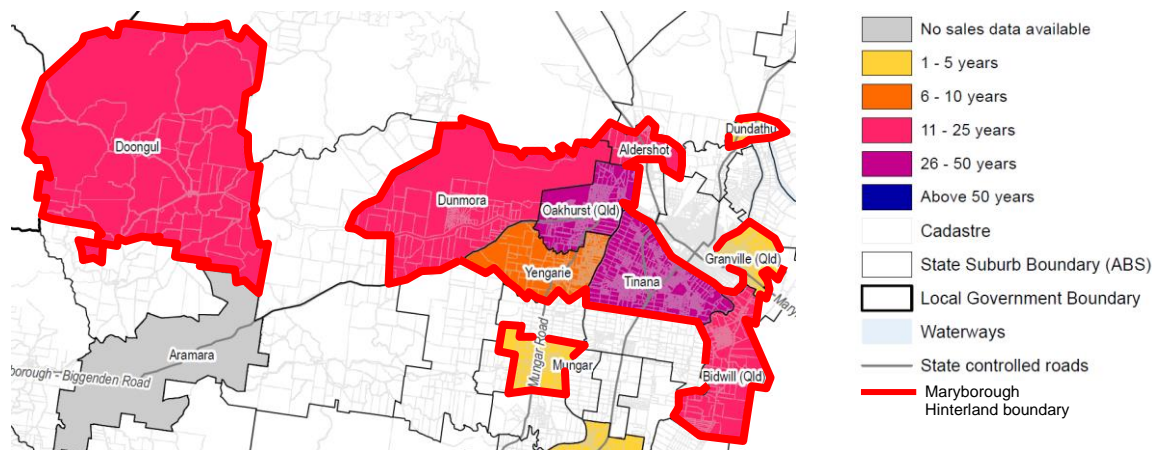 Doongul
Dunmora
Aldershot
Dundathu
Oakhurst (Qld)
Yengarie
Tinana
Granville (Qld)
Mungar Road
Mungar
Bidwill (Qld)
Aramara
borough – Biggenden Road
Mary
No sales data available
1 - 5 years
6 - 10 years
11 - 25 years
26 - 50 years
Above 50 years
Cadastre
State Suburb Boundary (ABS)
Local Government Boundary
Waterways
State controlled roads
Maryborough
Hinterland boundary